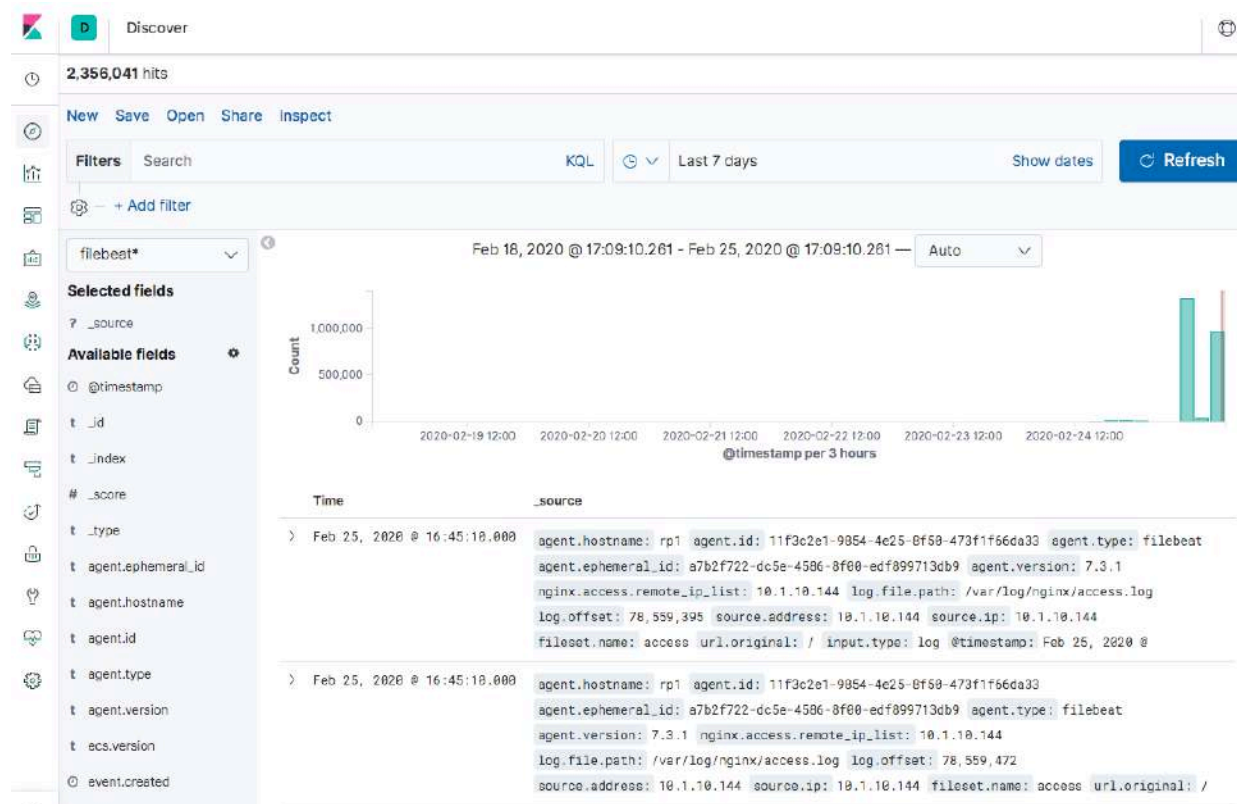 D Discover
2,356,041 hits
New Save Open Share Inspect
Filters Search KQL Last 7 days Show dates Refresh
+ Add filter
filebeat*
Selected fields
? _source
Available fields
@timestamp
t _id
t _index
# _score
t _type
t agent.ephemeral_id
t agent.hostname
t agent.id
t agent.type
t agent.version
t ecs.version
event.created
Feb 18, 2020 @ 17:09:10.261 - Feb 25, 2020 @ 17:09:10.261 — Auto
Count
1,000,000
500,000
0
2020-02-19 12:00 2020-02-20 12:00 2020-02-21 12:00 2020-02-22 12:00 2020-02-23 12:00 2020-02-24 12:00
@timestamp per 3 hours
Time _source
Feb 25, 2020 @ 16:45:10.000 agent.hostname: rp1 agent.id: 11f3c2e1-9854-4e25-8f50-473f1f66da33 agent.type: filebeat
agent.ephemeral_id: a7b2f722-dc5e-4586-8f00-edf899713db9 agent.version: 7.3.1
nginx.access.remote_ip_list: 10.1.10.144 log.file.path: /var/log/nginx/access.log
log.offset: 78,559,395 source.address: 10.1.10.144 source.ip: 10.1.10.144
fileset.name: access url.original: / input.type: log @timestamp: Feb 25, 2020 @
Feb 25, 2020 @ 16:45:10.000 agent.hostname: rp1 agent.id: 11f3c2e1-9854-4e25-8f50-473f1f66da33
agent.ephemeral_id: a7b2f722-dc5e-4586-8f00-edf899713db9 agent.type: filebeat
agent.version: 7.3.1 nginx.access.remote_ip_list: 10.1.10.144
log.file.path: /var/log/nginx/access.log log.offset: 78,559,472
source.address: 10.1.10.144 source.ip: 10.1.10.144 fileset.name: access url.original: /